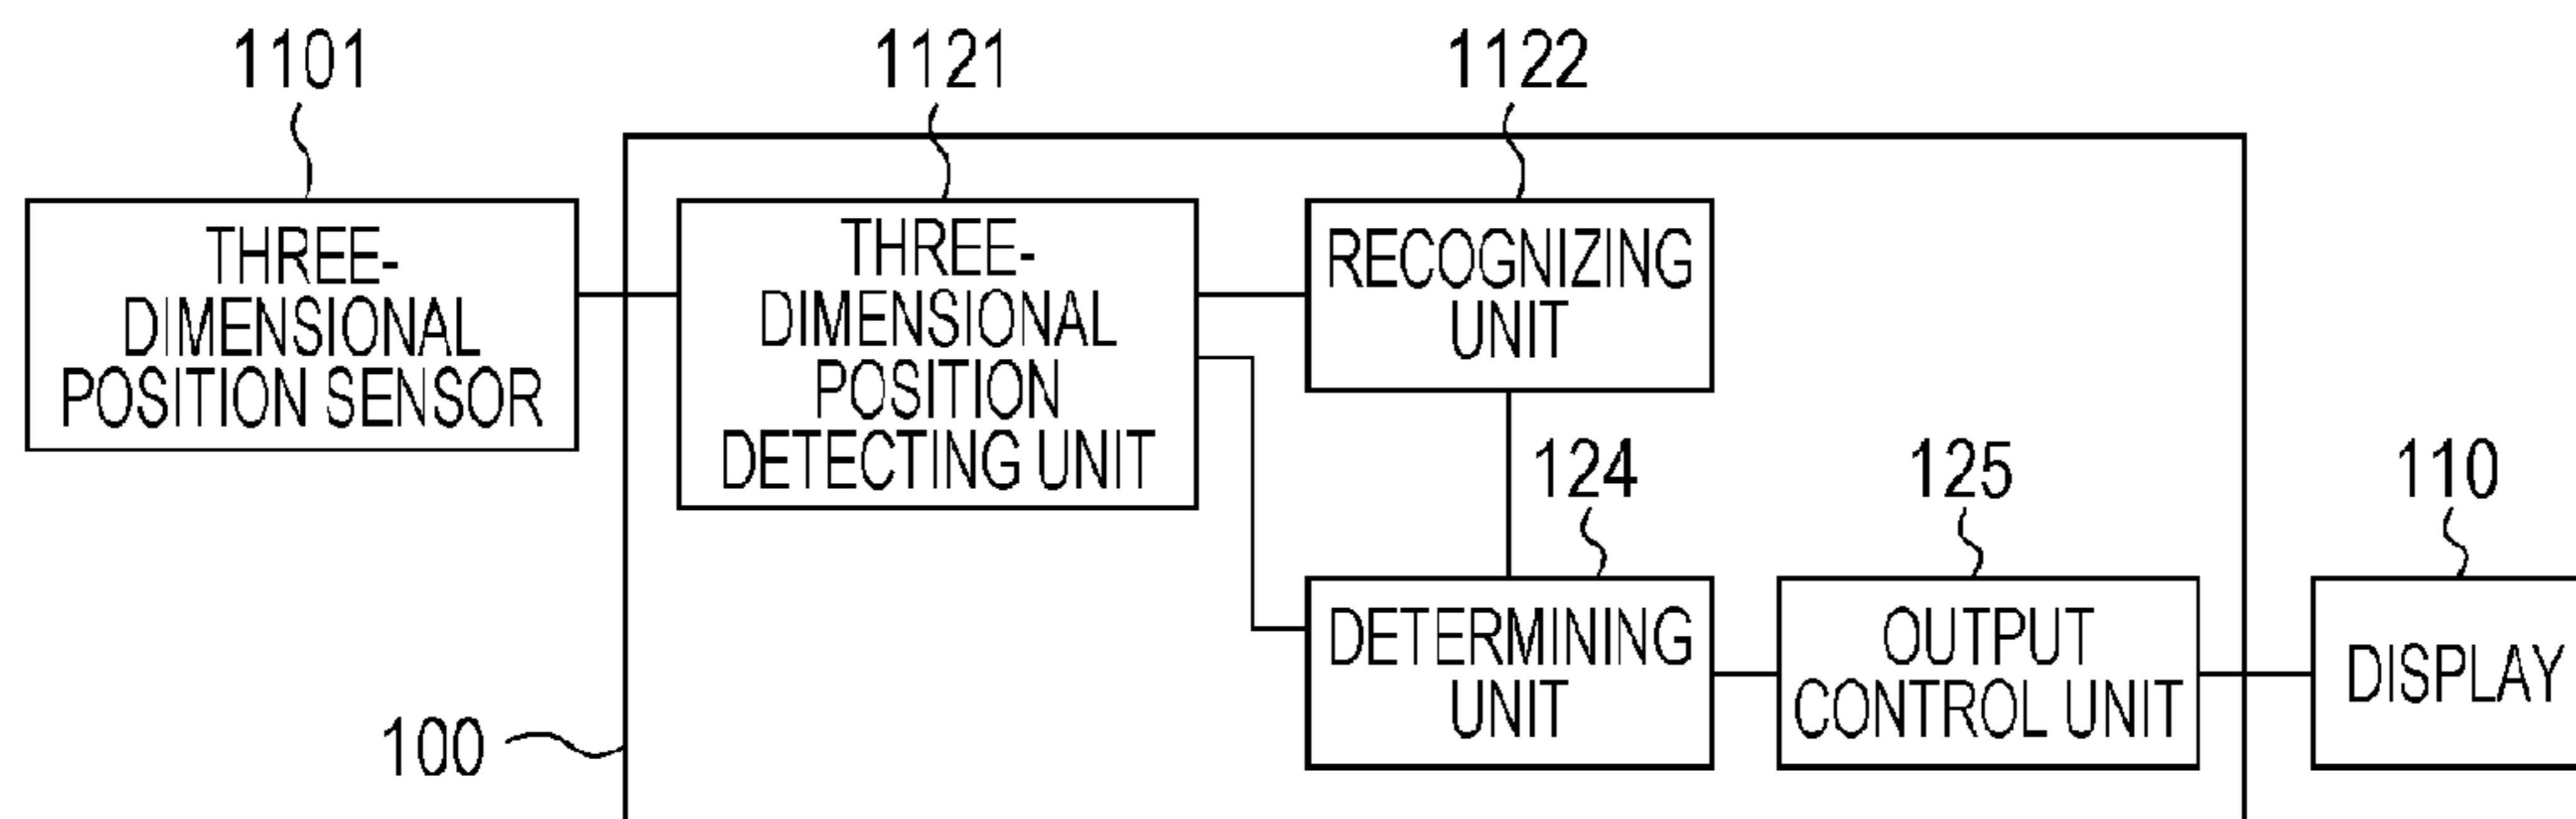 1101
1121
1122
THREE-
DIMENSIONAL
POSITION SENSOR
THREE-
DIMENSIONAL
POSITION
DETECTING UNIT
RECOGNIZING
UNIT
124
125
110
DETERMINING
UNIT
OUTPUT
CONTROL UNIT
DISPLAY
100